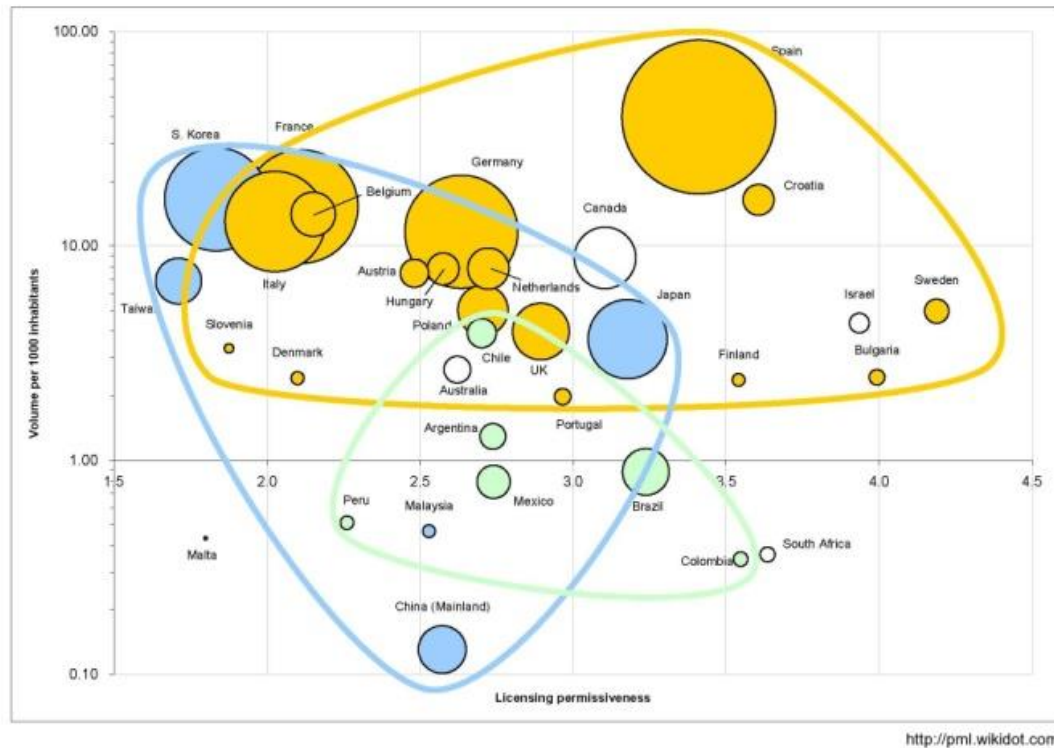 100.00
Spain
S. Korea
France
Germany
Belgium
Croatia
Canada
10.00
Austria
Hungary
Netherlands
Italy
Taiwan
Japan
Israel
Sweden
Slovenia
Poland
Denmark
Chile
UK
Finland
Bulgaria
Australia
Portugal
Argentina
Volume per 1000 inhabitants
1.00
1.5
2.0
2.5
3.0
3.5
4.0
4.5
Peru
Malaysia
Mexico
Brazil
Malta
Colombia
South Africa
China (Mainland)
0.10
Licensing permissiveness
http://pml.wikidot.com